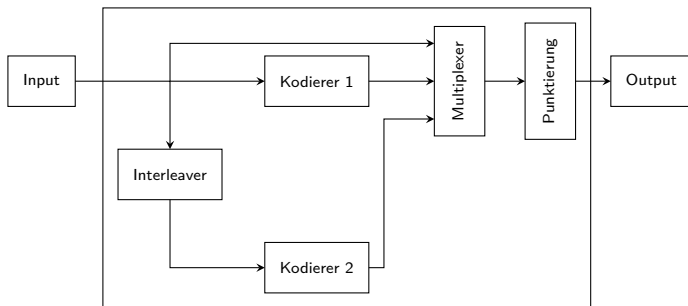 Input
Kodierer 1
Multiplexer
Punktierung
Output
Interleaver
Kodierer 2